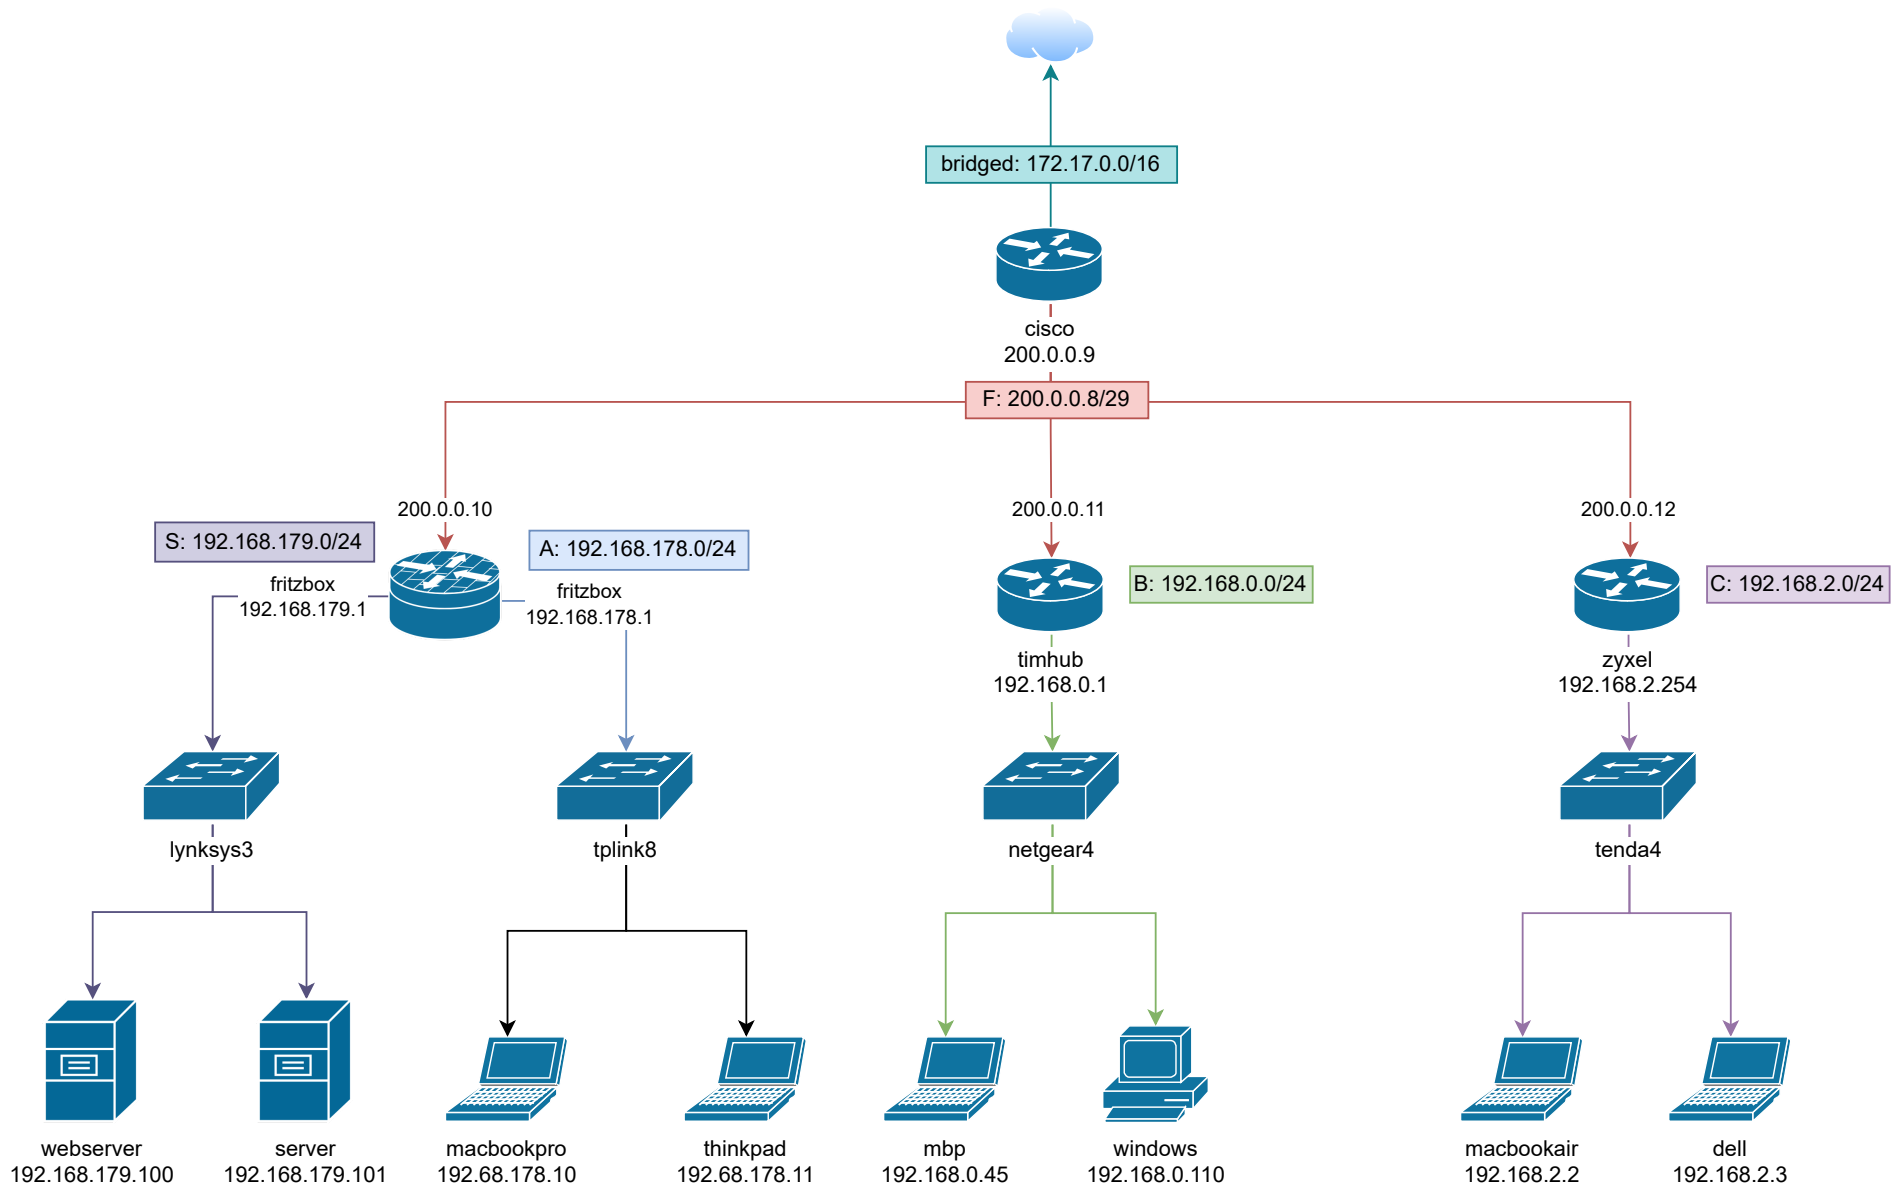 bridged: 172.17.0.0/16
cisco
200.0.0.9
F: 200.0.0.8/29
200.0.0.10
200.0.0.11
200.0.0.12
S: 192.168.179.0/24
A: 192.168.178.0/24
fritzbox
192.168.179.1
fritzbox
192.168.178.1
B: 192.168.0.0/24
C: 192.168.2.0/24
timhub
192.168.0.1
zyxel
192.168.2.254
lynksys3
tplink8
netgear4
tenda4
webserver
192.168.179.100
server
192.168.179.101
macbookpro
192.68.178.10
thinkpad
192.68.178.11
mbp
192.168.0.45
windows
192.168.0.110
macbookair
192.168.2.2
dell
192.168.2.3